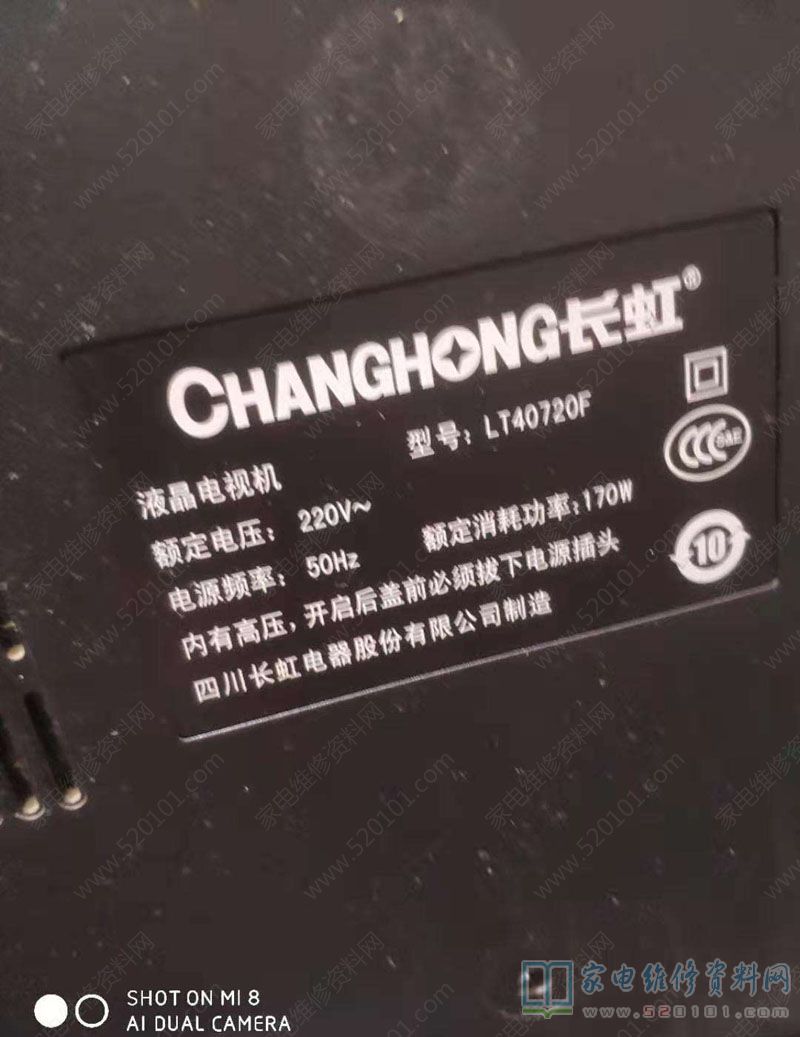 CHANGHONG长虹®
液晶电视机 型号：LT40720F
额定电压：220V~ 额定消耗功率：170W
电源频率：50Hz
内有高压，开启后盖前必须拔下电源插头
四川长虹电器股份有限公司制造
CCC S&E
10
SHOT ON MI 8
AI DUAL CAMERA
家电维修资料网
www.520101.com